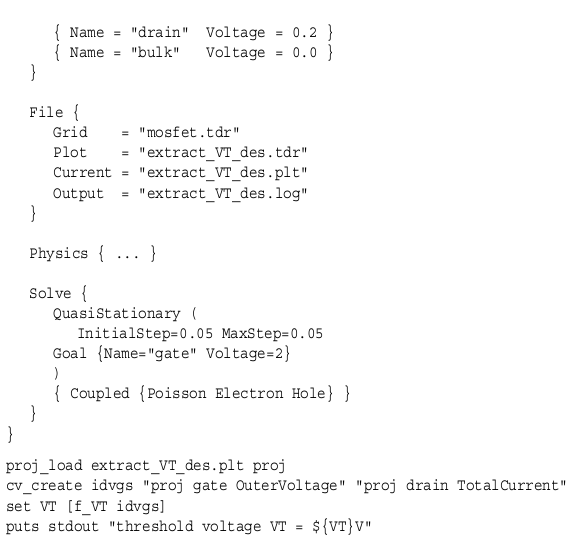 { Name = "drain" Voltage = 0.2 }
{ Name = "bulk" Voltage = 0.0 }
}
File {
Grid = "mosfet.tdr"
Plot = "extract_VT_des.tdr"
Current = "extract_VT_des.plt"
Output = "extract_VT_des.log"
}
Physics { ... }
Solve {
QuasiStationary (
InitialStep=0.05 MaxStep=0.05
Goal {Name="gate" Voltage=2}
)
{ Coupled {Poisson Electron Hole} }
}
}
proj_load extract_VT_des.plt proj
cv_create idvgs "proj gate OuterVoltage" "proj drain TotalCurrent"
set VT [f_VT idvgs]
puts stdout "threshold voltage VT = ${VT}V"